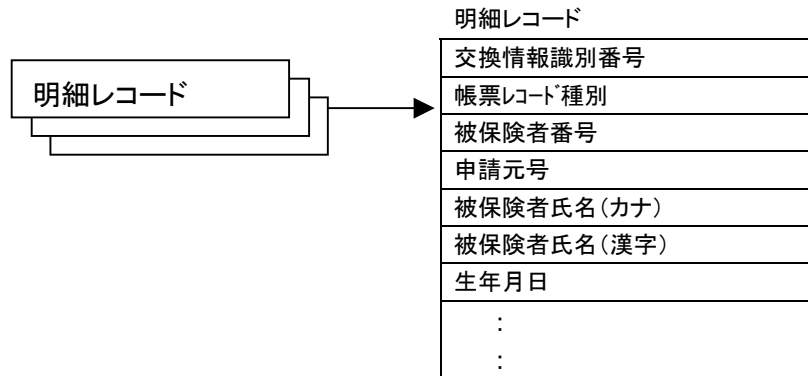 明細レコード
明細レコード
交換情報識別番号
帳票ﾚｺｰﾄﾞ種別
被保険者番号
申請元号
被保険者氏名（カナ）
被保険者氏名（漢字）
生年月日
：
：